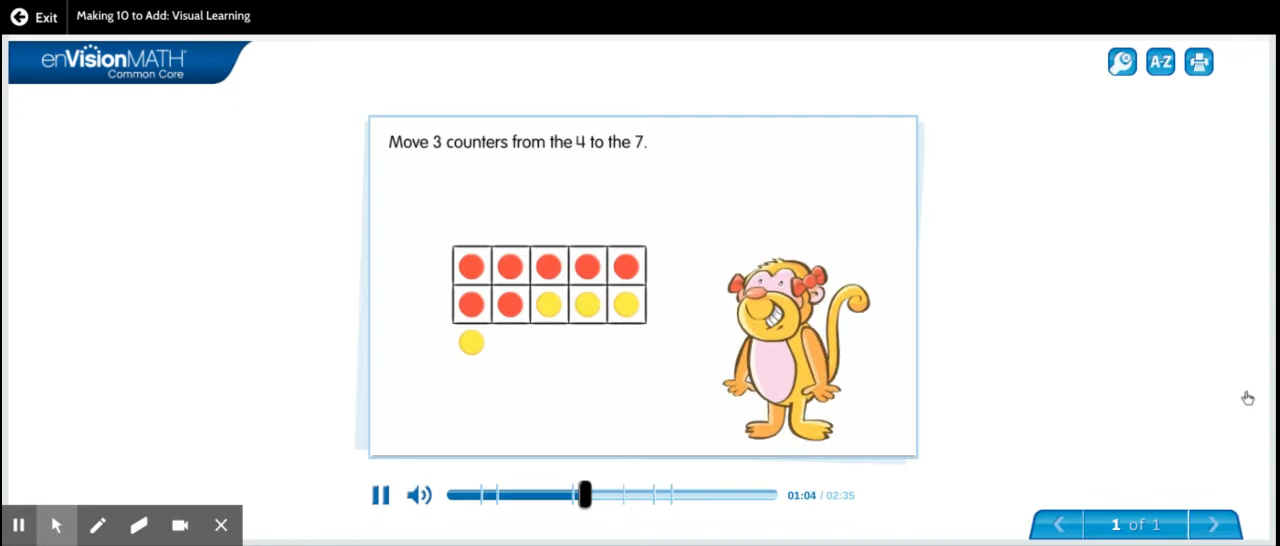 Exit
Making 10 to Add: Visual Learning
enVisionMATH
Common Core
A-Z
Move 3 counters from the 4 to the 7.
01:04 / 02:35
1 of 1